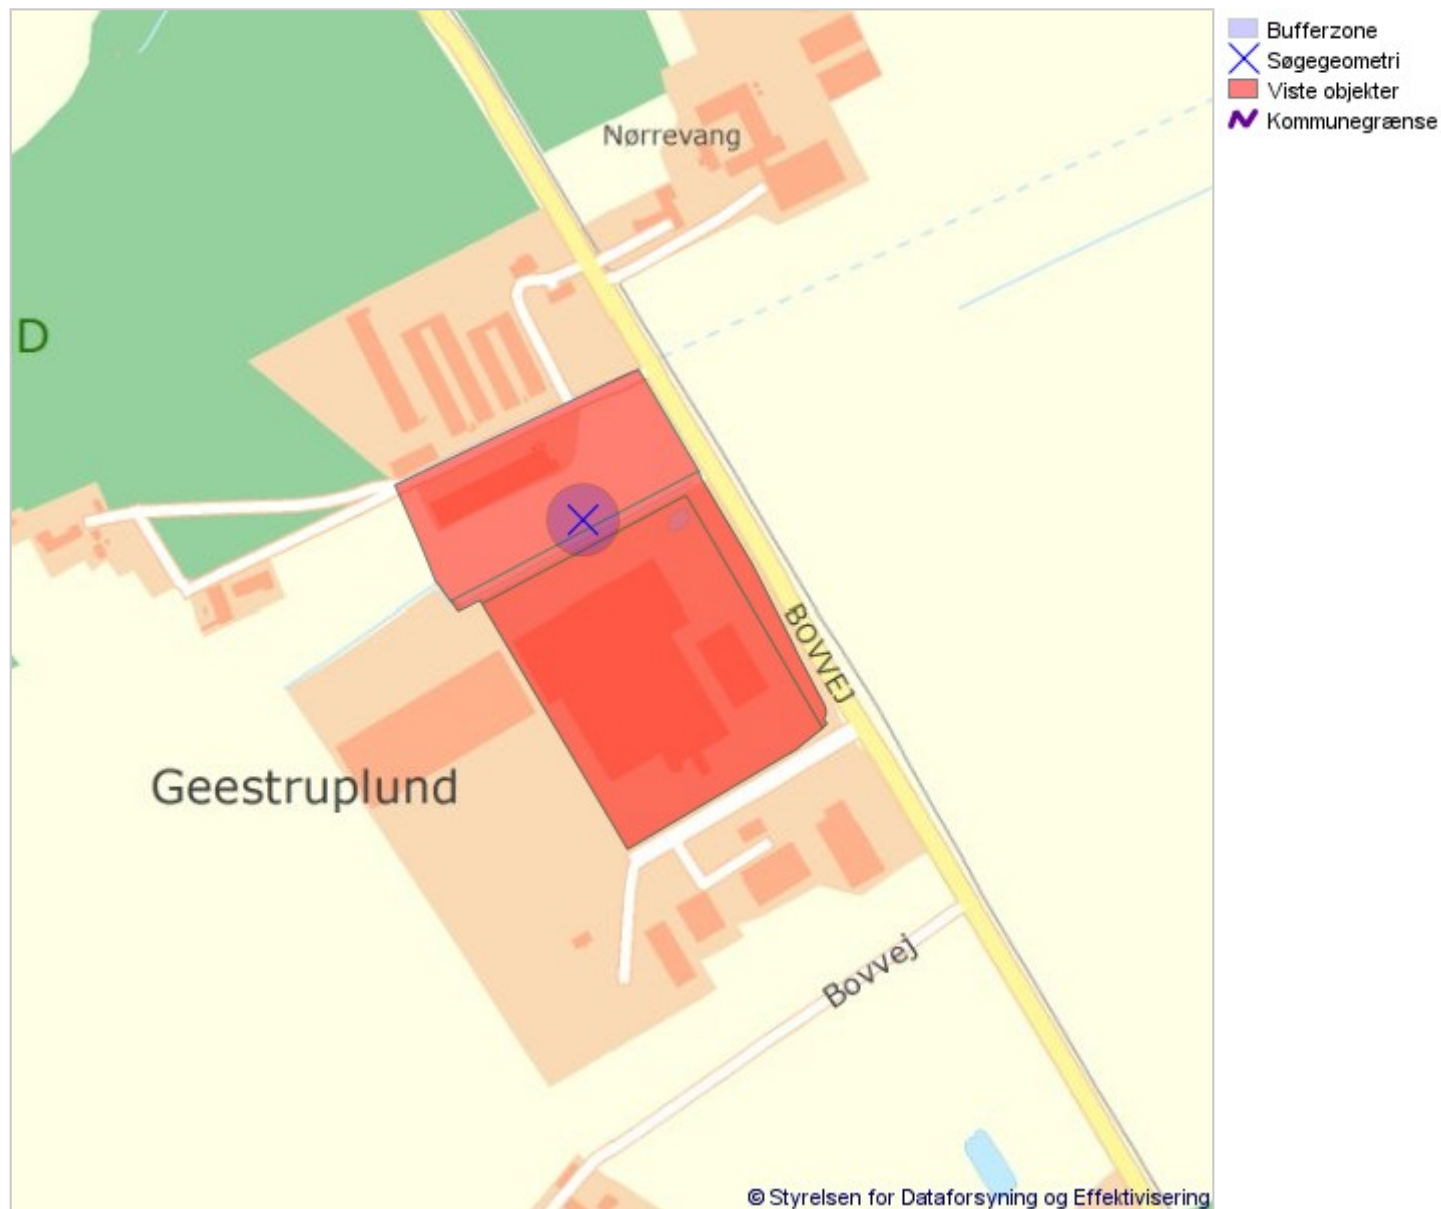 Bufferzone
Søgegeometri
Viste objekter
Kommunegrænse
Nørrevang
D
BOVVEJ
Geestruplund
Bovvej
© Styrelsen for Dataforsyning og Effektivisering